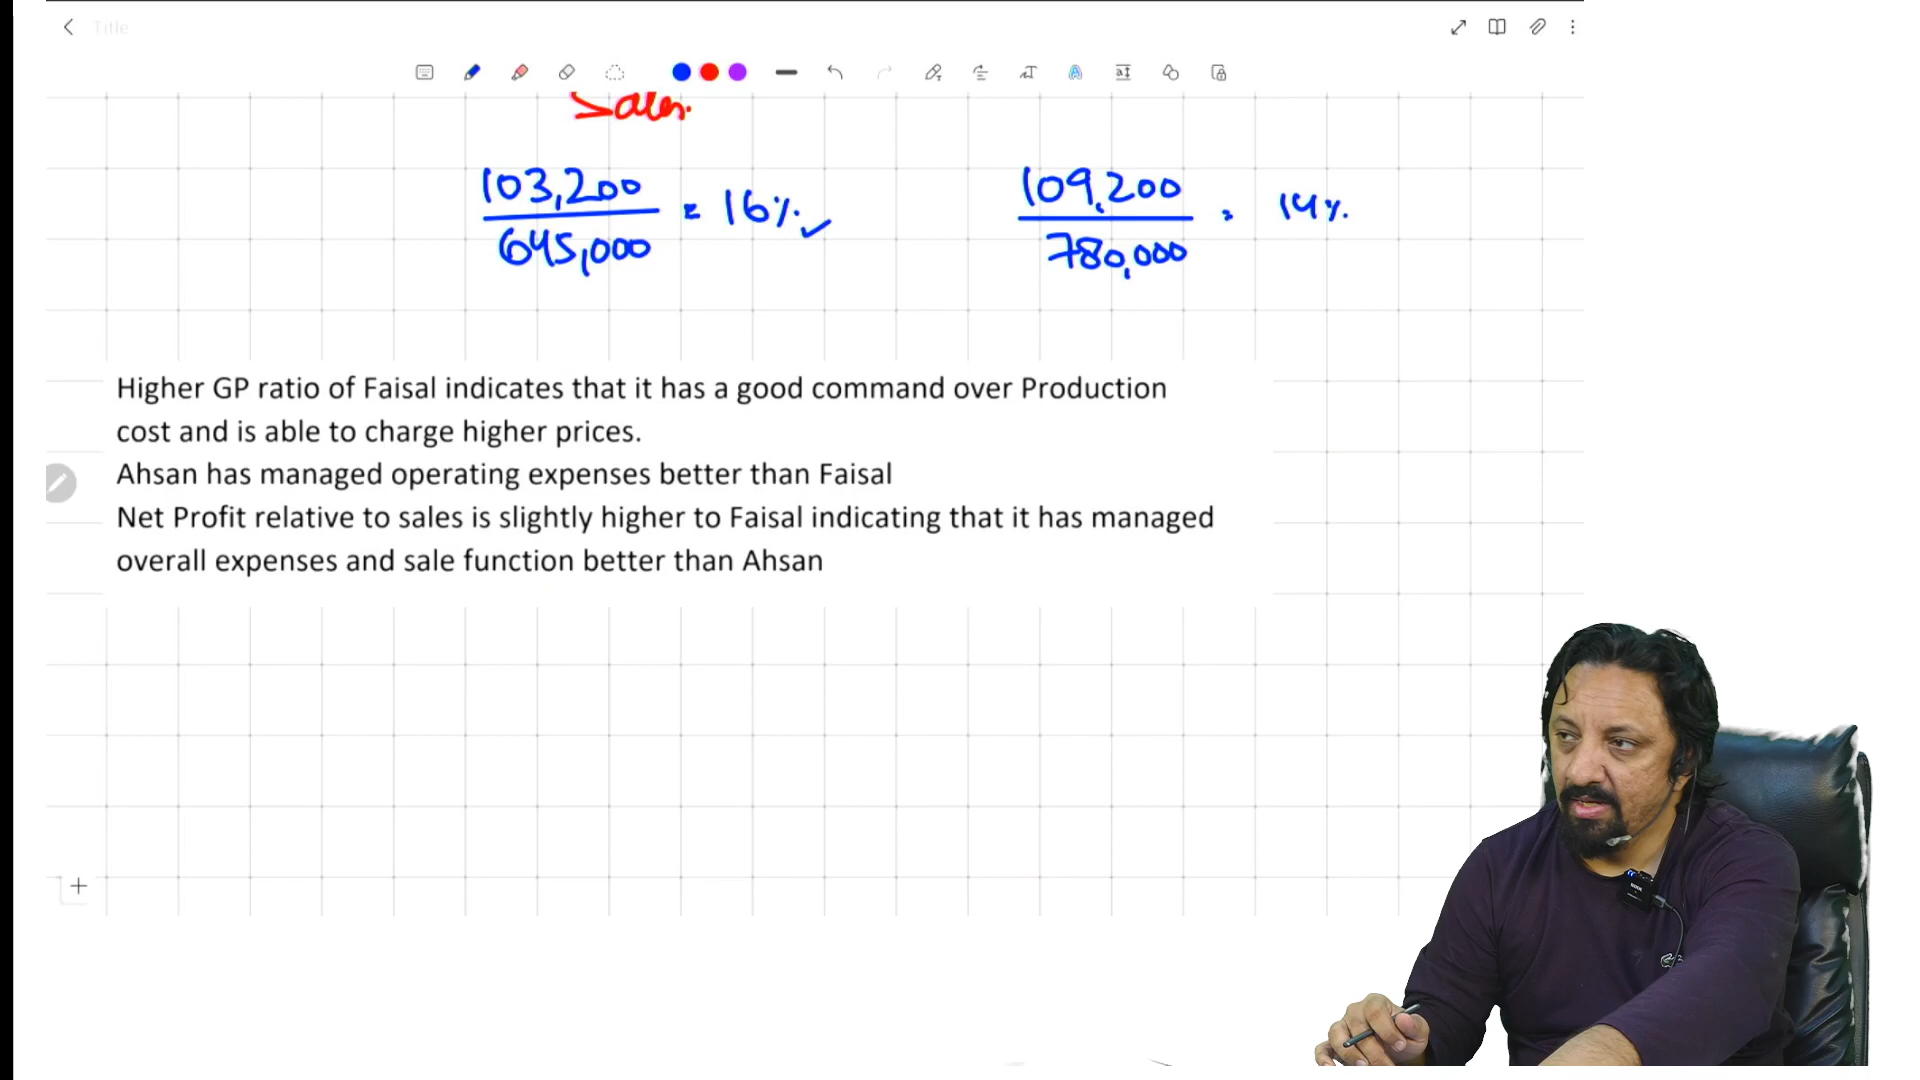 Title
Sales.
103,200
645,000
= 16%
109,200
780,000
= 14%.
Higher GP ratio of Faisal indicates that it has a good command over Production
cost and is able to charge higher prices.
Ahsan has managed operating expenses better than Faisal
Net Profit relative to sales is slightly higher to Faisal indicating that it has managed
overall expenses and sale function better than Ahsan